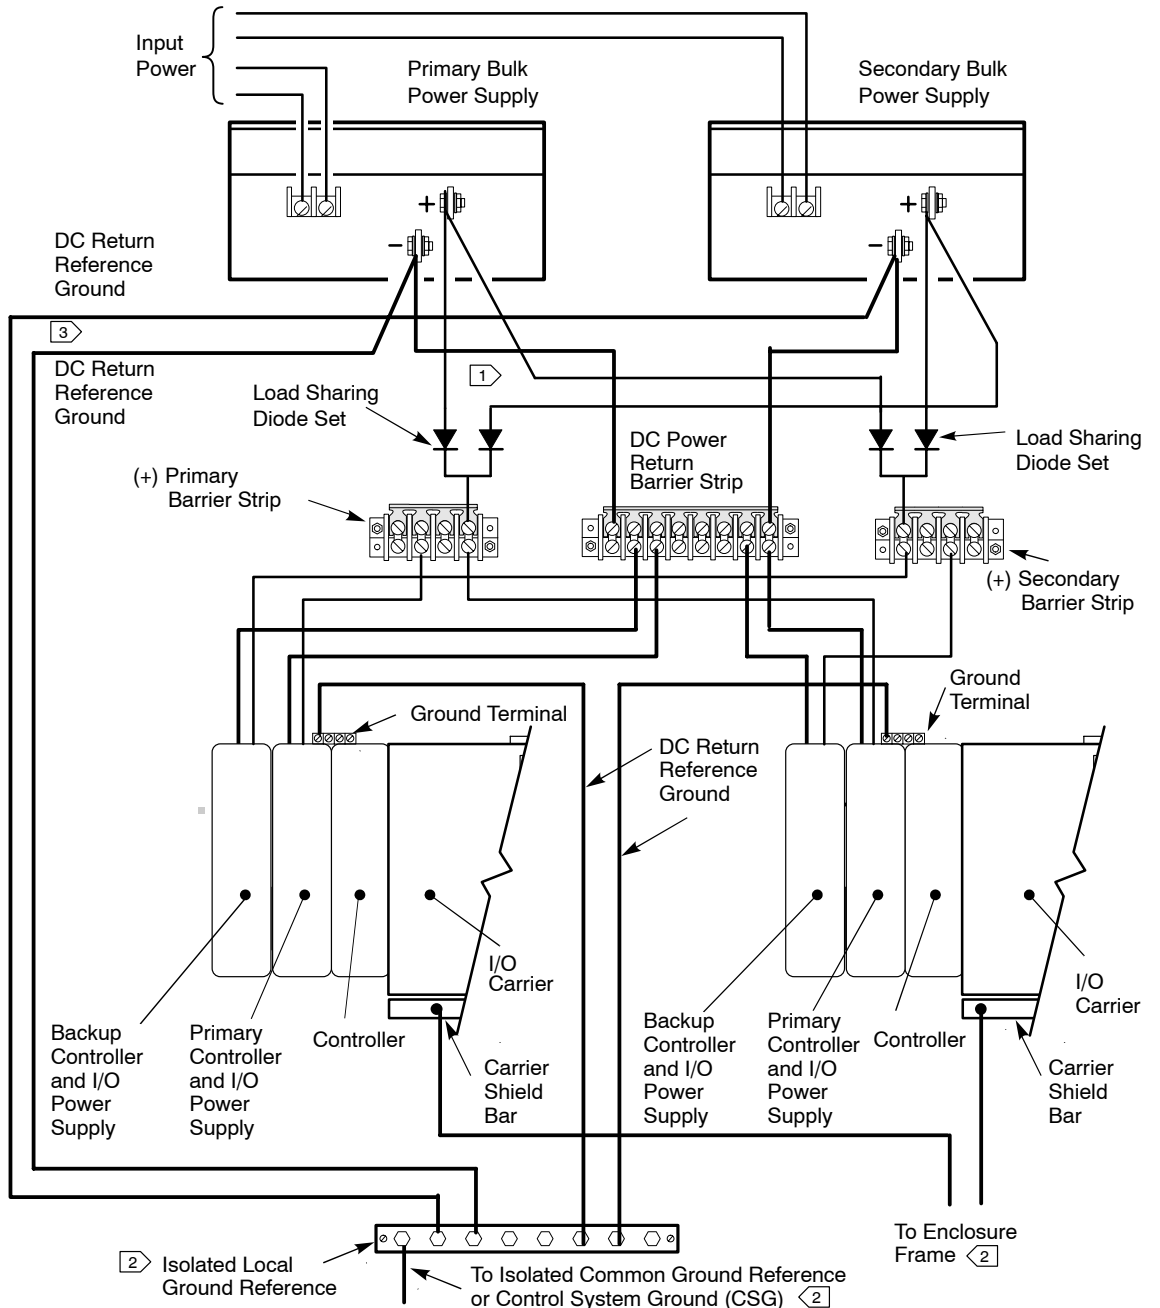 Input
Power
Primary Bulk
Power Supply
Secondary Bulk
Power Supply
+
−
+
−
DC Return
Reference
Ground
3
DC Return
Reference
Ground
1
Load Sharing
Diode Set
DC Power
Return
Barrier Strip
Load Sharing
Diode Set
(+) Primary
Barrier Strip
(+) Secondary
Barrier Strip
Ground Terminal
Ground
Terminal
DC Return
Reference
Ground
I/O
Carrier
I/O
Carrier
Backup
Controller
and I/O
Power
Supply
Primary
Controller
and I/O
Power
Supply
Controller
Carrier
Shield
Bar
Backup
Controller
and I/O
Power
Supply
Primary
Controller
and I/O
Power
Supply
Controller
Carrier
Shield
Bar
To Enclosure
Frame 2
2 Isolated Local
Ground Reference
To Isolated Common Ground Reference
or Control System Ground (CSG) 2